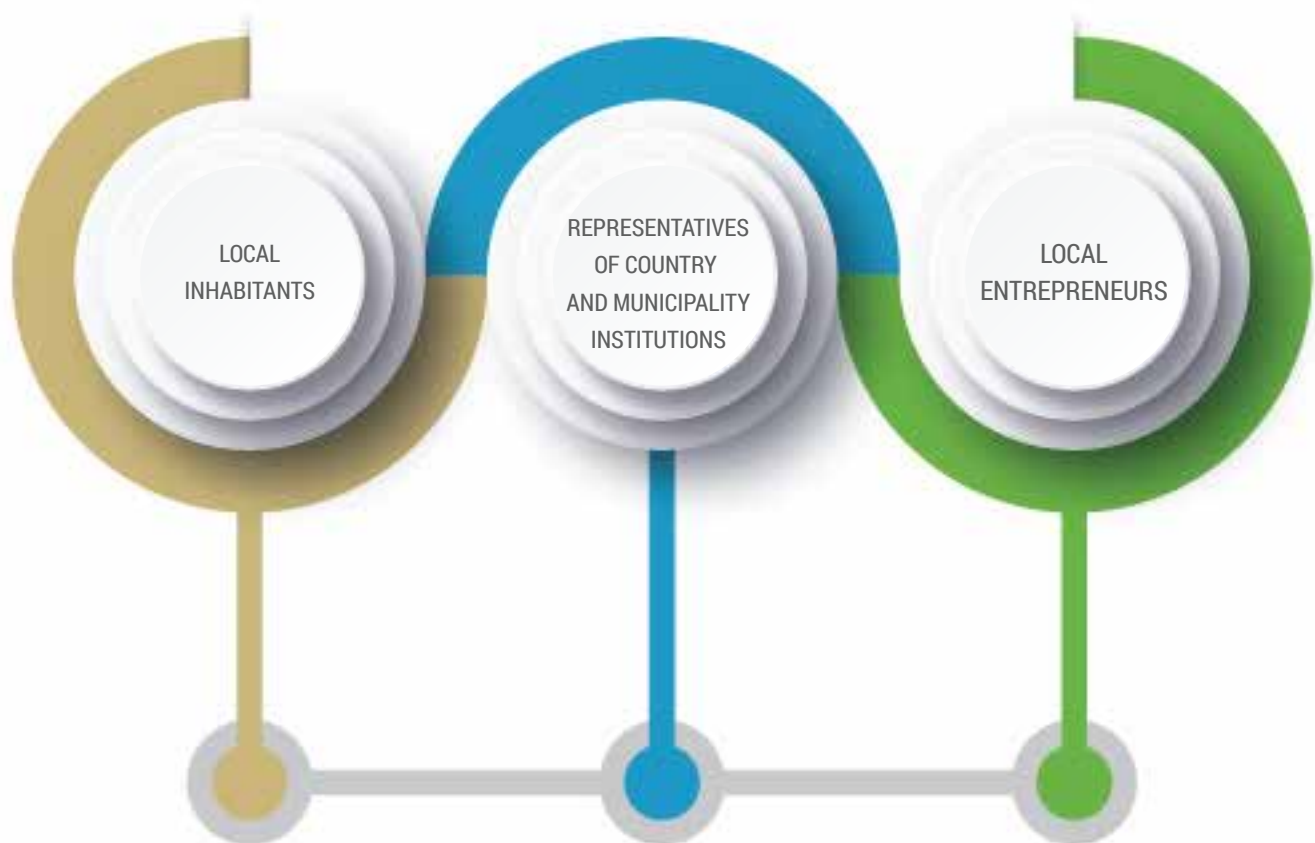 LOCAL
INHABITANTS
REPRESENTATIVES
OF COUNTRY
AND MUNICIPALITY
INSTITUTIONS
LOCAL
ENTREPRENEURS